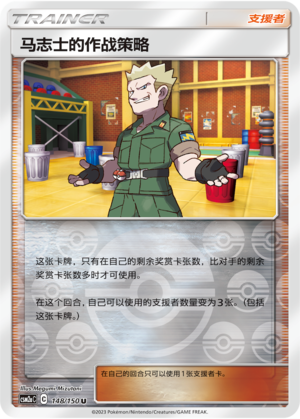 TRAINER
支援者
马志士的作战策略
这张卡牌，只有在自己的剩余奖赏卡张数，比对手的剩余
奖赏卡张数多时才可使用。
在这个回合，自己可以使用的支援者数量变为3张。（包括
这张卡牌。）
Illus. Megumi Mizutani
在自己的回合只可以使用1张支援者卡。
CSM2a C C 148/150 U
©2023 Pokémon/Nintendo/Creatures/GAME FREAK.